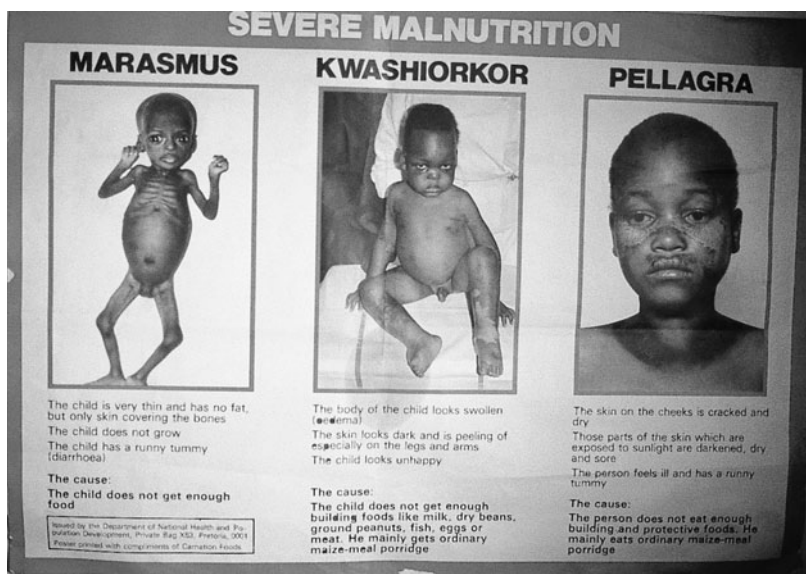 SEVERE MALNUTRITION
MARASMUS
The child is very thin and has no fat,
but only skin covering the bones
The child does not grow
The child has a runny tummy
(diarrhoea)
The cause:
The child does not get enough
food
Issued by the Department of National Health and Po-
pulation Development, Private Bag X63, Pretoria, 0001
Poster printed with compliments of Carnation Foods
KWASHIORKOR
The body of the child looks swollen
(oedema)
The skin looks dark and is peeling of
especially on the legs and arms
The child looks unhappy
The cause:
The child does not get enough
building foods like milk, dry beans,
ground peanuts, fish, eggs or
meat. He mainly gets ordinary
maize-meal porridge
PELLAGRA
The skin on the cheeks is cracked and
dry
Those parts of the skin which are
exposed to sunlight are darkened, dry
and sore
The person feels ill and has a runny
tummy
The cause:
The person does not eat enough
building and protective foods. He
mainly eats ordinary maize-meal
porridge